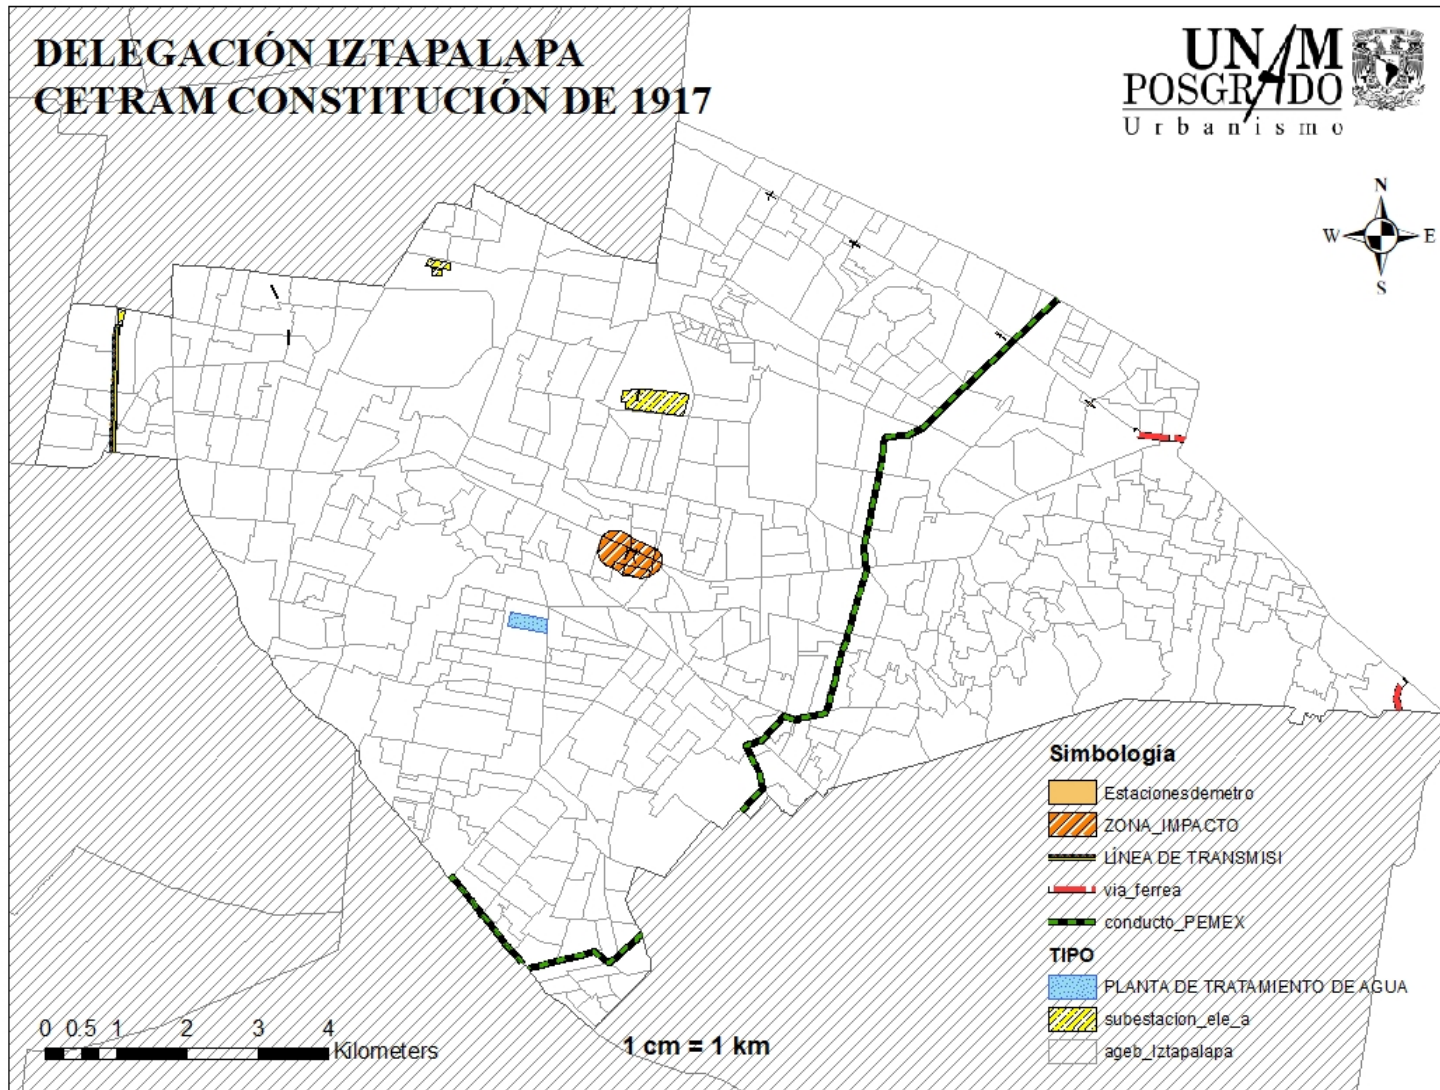 DELEGACIÓN IZTAPALAPA
CETRAM CONSTITUCIÓN DE 1917
UNAM
POSGRADO
Urbanismo
N
W E
S
Simbología
Estacionesdemetro
ZONA_IMPACTO
LÍNEA DE TRANSMISI
via_ferrea
conducto_PEMEX
TIPO
PLANTA DE TRATAMIENTO DE AGUA
subestacion_ele_a
ageb_Iztapalapa
0 0.5 1 2 3 4
Kilometers
1 cm = 1 km